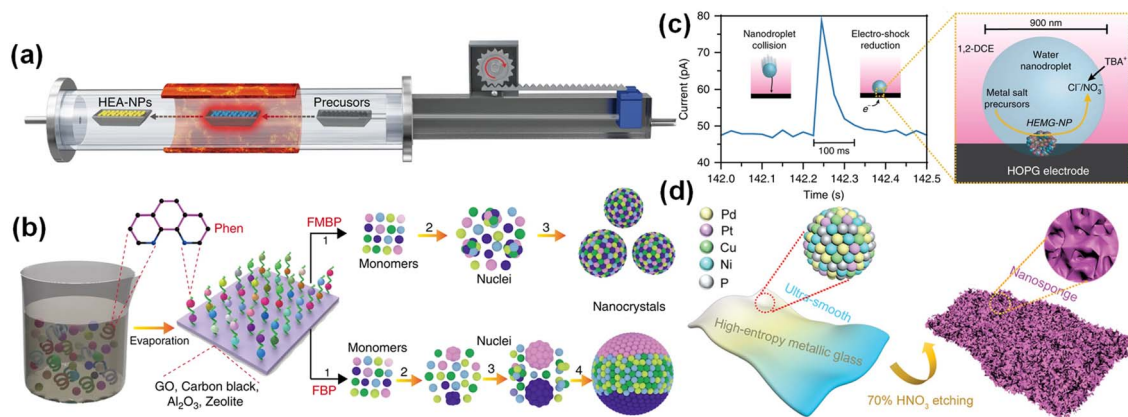 (a)
HEA-NPs
Precusors
(b)
Phen
Evaporation
GO, Carbon black,
Al₂O₃, Zeolite
FMBP
1
Monomers
2
Nuclei
3
Nanocrystals
FBP
1
Monomers
2
Nuclei
3
4
(c)
Current (pA)
80
70
60
50
40
142.0 142.1 142.2 142.3 142.4 142.5
Time (s)
Nanodroplet
collision
Electro-shock
reduction
e⁻
100 ms
900 nm
1,2-DCE
Water
nanodroplet
TBA⁺
Cl⁻/NO₃⁻
Metal salt
precursors
HEMG-NP
HOPG electrode
(d)
Pd
Pt
Cu
Ni
P
Ultra-smooth
High-entropy metallic glass
70% HNO₃ etching
Nanosponge